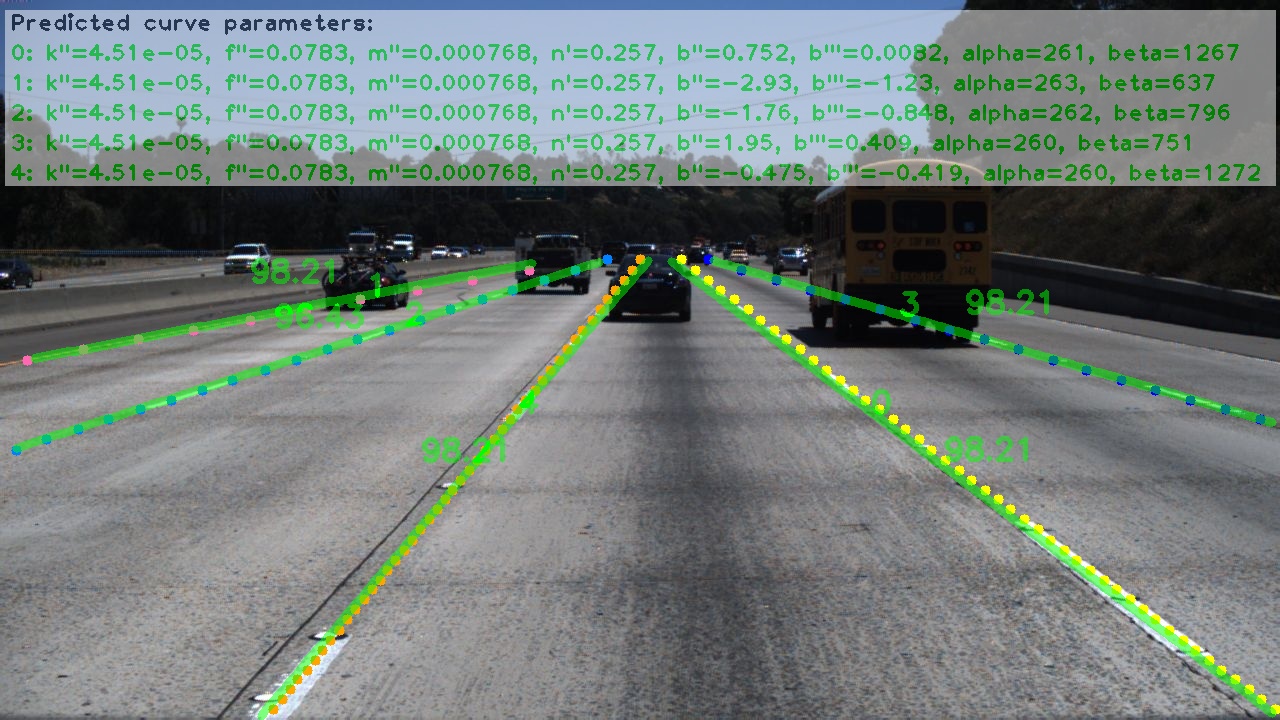 Predicted curve parameters:
0: k''=4.51e-05, f''=0.0783, m''=0.000768, n'=0.257, b''=0.752, b'''=0.0082, alpha=261, beta=1267
1: k''=4.51e-05, f''=0.0783, m''=0.000768, n'=0.257, b''=-2.93, b'''=-1.23, alpha=263, beta=637
2: k''=4.51e-05, f''=0.0783, m''=0.000768, n'=0.257, b''=-1.76, b'''=-0.848, alpha=262, beta=796
3: k''=4.51e-05, f''=0.0783, m''=0.000768, n'=0.257, b''=1.95, b'''=0.409, alpha=260, beta=751
4: k''=4.51e-05, f''=0.0783, m''=0.000768, n'=0.257, b''=-0.475, b'''=-0.419, alpha=260, beta=1272
98.21 1
96.43 2
3 98.21
0
4
98.21
98.21